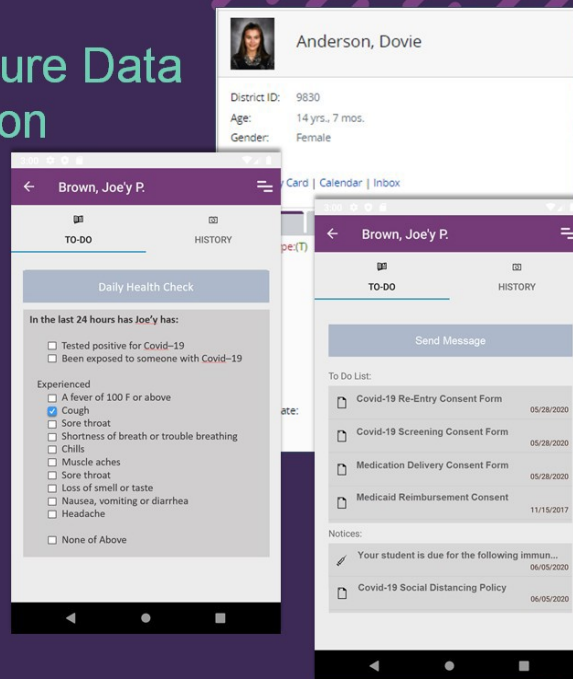 ure Data
on
Anderson, Dovie
District ID: 9830
Age: 14 yrs., 7 mos.
Gender: Female
Card | Calendar | Inbox
pe:(T)
ate:
3:00
Brown, Joe'y P.
TO-DO HISTORY
Daily Health Check
In the last 24 hours has Joe'y has:
Tested positive for Covid–19
Been exposed to someone with Covid–19
Experienced
A fever of 100 F or above
Cough
Sore throat
Shortness of breath or trouble breathing
Chills
Muscle aches
Sore throat
Loss of smell or taste
Nausea, vomiting or diarrhea
Headache
None of Above
3:00
Brown, Joe'y P.
TO-DO HISTORY
Send Message
To Do List:
Covid-19 Re-Entry Consent Form
05/28/2020
Covid-19 Screening Consent Form
05/28/2020
Medication Delivery Consent Form
05/28/2020
Medicaid Reimbursement Consent
11/15/2017
Notices:
Your student is due for the following immun...
06/05/2020
Covid-19 Social Distancing Policy
06/05/2020